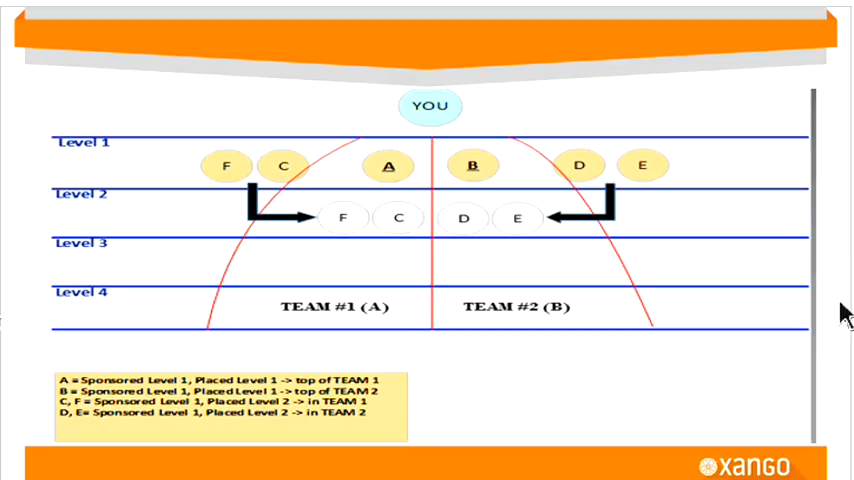 YOU
Level 1
F C A B D E
Level 2
F C D E
Level 3
Level 4
TEAM #1 (A) TEAM #2 (B)
A = Sponsored Level 1, Placed Level 1 -> top of TEAM 1
B = Sponsored Level 1, Placed Level 1 -> top of TEAM 2
C, F = Sponsored Level 1, Placed Level 2 -> in TEAM 1
D, E= Sponsored Level 1, Placed Level 2 -> in TEAM 2
xango